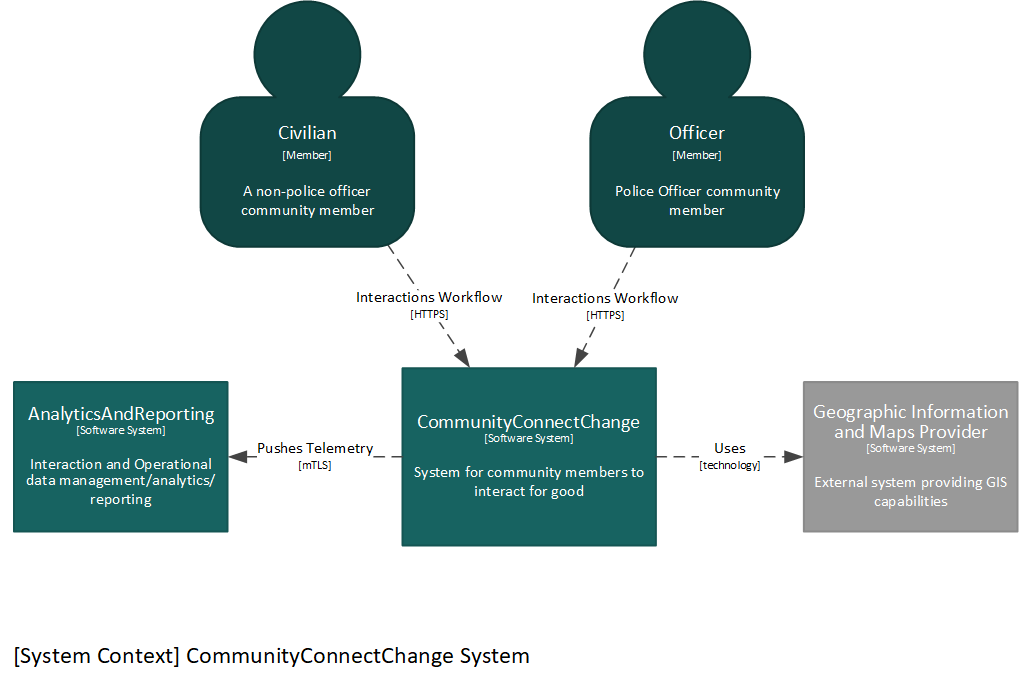 Civilian
[Member]
A non-police officer
community member
Officer
[Member]
Police Officer community
member
Interactions Workflow
[HTTPS]
Interactions Workflow
[HTTPS]
AnalyticsAndReporting
[Software System]
Interaction and Operational
data management/analytics/
reporting
Pushes Telemetry
[mTLS]
CommunityConnectChange
[Software System]
System for community members to
interact for good
Uses
[technology]
Geographic Information
and Maps Provider
[Software System]
External system providing GIS
capabilities
[System Context] CommunityConnectChange System